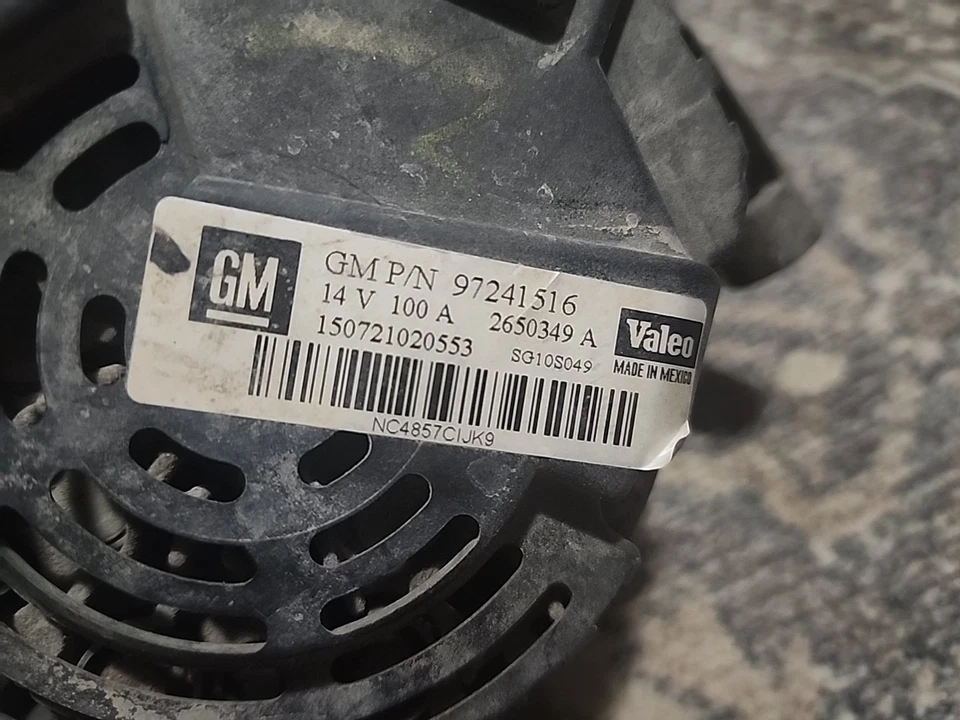 GM
GM P/N 97241516
14 V 100 A 2650349 A
150721020553 SG10S049
Valeo
MADE IN MEXICO
NC4857CIJK9